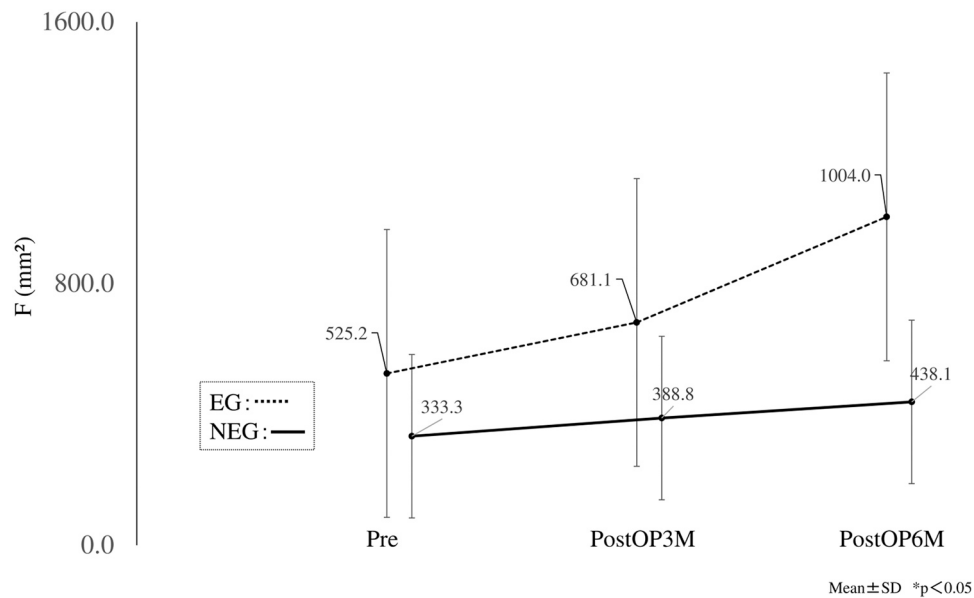 1600.0
1004.0
F (mm²)
800.0
681.1
525.2
438.1
EG:
333.3
388.8
NEG:
0.0
Pre
PostOP3M
PostOP6M
Mean±SD *p<0.05